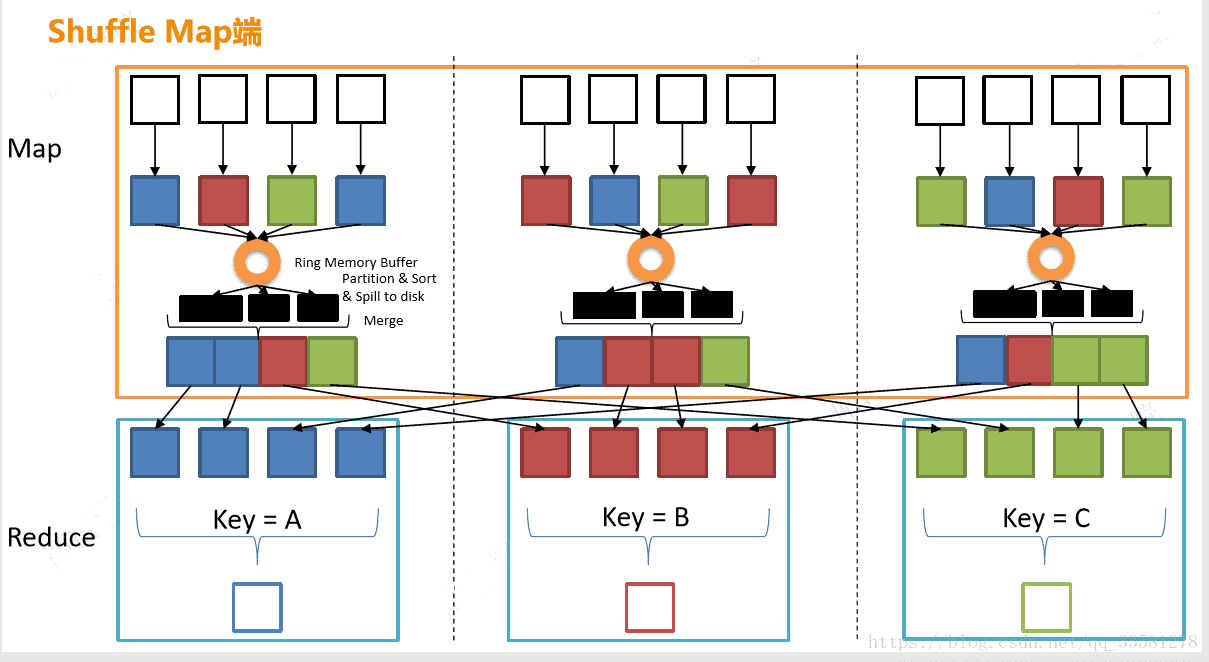 Shuffle Map端
Map
Ring Memory Buffer
Partition & Sort
& Spill to disk
Merge
Key = A
Key = B
Key = C
Reduce
https://blog.csdn.net/qq_33581278